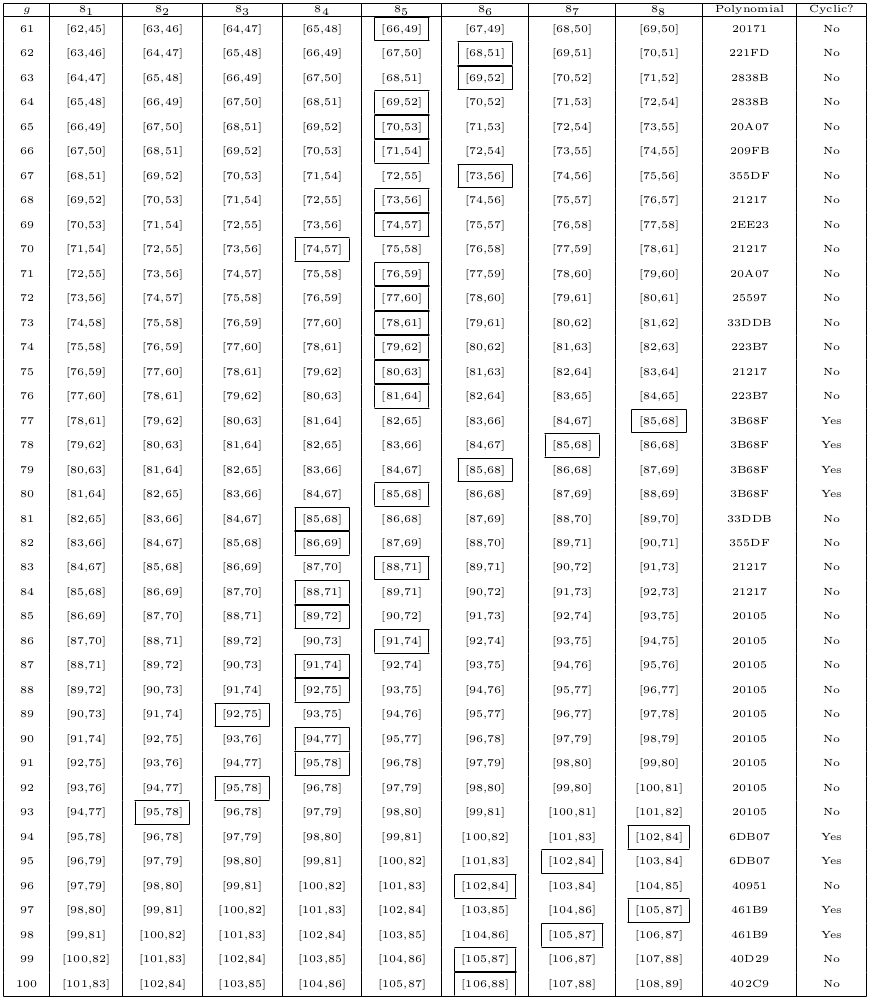 g s1 s2 s3 s4 s5 s6 s7 s8 Polynomial Cyclic?
61 [62,45] [63,46] [64,47] [65,48] [66,49] [67,49] [68,50] [69,50] 20171 No
62 [63,46] [64,47] [65,48] [66,49] [67,50] [68,51] [69,51] [70,51] 221FD No
63 [64,47] [65,48] [66,49] [67,50] [68,51] [69,52] [70,52] [71,52] 2838B No
64 [65,48] [66,49] [67,50] [68,51] [69,52] [70,52] [71,53] [72,54] 2838B No
65 [66,49] [67,50] [68,51] [69,52] [70,53] [71,53] [72,54] [73,55] 20A07 No
66 [67,50] [68,51] [69,52] [70,53] [71,54] [72,54] [73,55] [74,55] 209FB No
67 [68,51] [69,52] [70,53] [71,54] [72,55] [73,56] [74,56] [75,56] 355DF No
68 [69,52] [70,53] [71,54] [72,55] [73,56] [74,56] [75,57] [76,57] 21217 No
69 [70,53] [71,54] [72,55] [73,56] [74,57] [75,57] [76,58] [77,58] 2EE23 No
70 [71,54] [72,55] [73,56] [74,57] [75,58] [76,58] [77,59] [78,61] 21217 No
71 [72,55] [73,56] [74,57] [75,58] [76,59] [77,59] [78,60] [79,60] 20A07 No
72 [73,56] [74,57] [75,58] [76,59] [77,60] [78,60] [79,61] [80,61] 25597 No
73 [74,58] [75,58] [76,59] [77,60] [78,61] [79,61] [80,62] [81,62] 33DDB No
74 [75,58] [76,59] [77,60] [78,61] [79,62] [80,62] [81,63] [82,63] 223B7 No
75 [76,59] [77,60] [78,61] [79,62] [80,63] [81,63] [82,64] [83,64] 21217 No
76 [77,60] [78,61] [79,62] [80,63] [81,64] [82,64] [83,65] [84,65] 223B7 No
77 [78,61] [79,62] [80,63] [81,64] [82,65] [83,66] [84,67] [85,68] 3B68F Yes
78 [79,62] [80,63] [81,64] [82,65] [83,66] [84,67] [85,68] [86,68] 3B68F Yes
79 [80,63] [81,64] [82,65] [83,66] [84,67] [85,68] [86,68] [87,69] 3B68F Yes
80 [81,64] [82,65] [83,66] [84,67] [85,68] [86,68] [87,69] [88,69] 3B68F Yes
81 [82,65] [83,66] [84,67] [85,68] [86,68] [87,69] [88,70] [89,70] 33DDB No
82 [83,66] [84,67] [85,68] [86,69] [87,69] [88,70] [89,71] [90,71] 355DF No
83 [84,67] [85,68] [86,69] [87,70] [88,71] [89,71] [90,72] [91,73] 21217 No
84 [85,68] [86,69] [87,70] [88,71] [89,71] [90,72] [91,73] [92,73] 21217 No
85 [86,69] [87,70] [88,71] [89,72] [90,72] [91,73] [92,74] [93,75] 20105 No
86 [87,70] [88,71] [89,72] [90,73] [91,74] [92,74] [93,75] [94,75] 20105 No
87 [88,71] [89,72] [90,73] [91,74] [92,74] [93,75] [94,76] [95,76] 20105 No
88 [89,72] [90,73] [91,74] [92,75] [93,75] [94,76] [95,77] [96,77] 20105 No
89 [90,73] [91,74] [92,75] [93,75] [94,76] [95,77] [96,77] [97,78] 20105 No
90 [91,74] [92,75] [93,76] [94,77] [95,77] [96,78] [97,79] [98,79] 20105 No
91 [92,75] [93,76] [94,77] [95,78] [96,78] [97,79] [98,80] [99,80] 20105 No
92 [93,76] [94,77] [95,78] [96,78] [97,79] [98,80] [99,80] [100,81] 20105 No
93 [94,77] [95,78] [96,78] [97,79] [98,80] [99,81] [100,81] [101,82] 20105 No
94 [95,78] [96,78] [97,79] [98,80] [99,81] [100,82] [101,83] [102,84] 6DB07 Yes
95 [96,79] [97,79] [98,80] [99,81] [100,82] [101,83] [102,84] [103,84] 6DB07 Yes
96 [97,79] [98,80] [99,81] [100,82] [101,83] [102,84] [103,84] [104,85] 40951 No
97 [98,80] [99,81] [100,82] [101,83] [102,84] [103,85] [104,86] [105,87] 461B9 Yes
98 [99,81] [100,82] [101,83] [102,84] [103,85] [104,86] [105,87] [106,87] 461B9 Yes
99 [100,82] [101,83] [102,84] [103,85] [104,86] [105,87] [106,87] [107,88] 40D29 No
100 [101,83] [102,84] [103,85] [104,86] [105,87] [106,88] [107,88] [108,89] 402C9 No